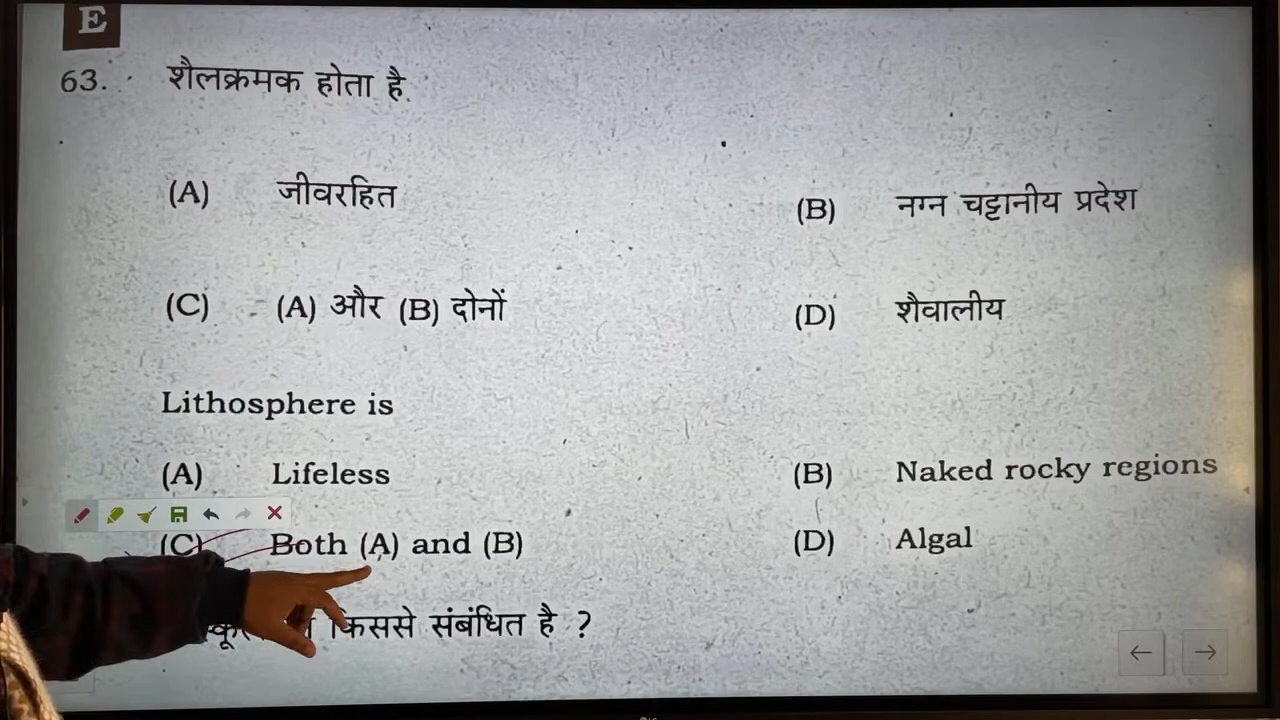 E
63. शैलक्रमक होता है
(A) जीवरहित
(B) नग्न चट्टानीय प्रदेश
(C) (A) और (B) दोनों
(D) शैवालीय
Lithosphere is
(A) Lifeless
(B) Naked rocky regions
(C) Both (A) and (B)
(D) Algal
किससे संबंधित है ?